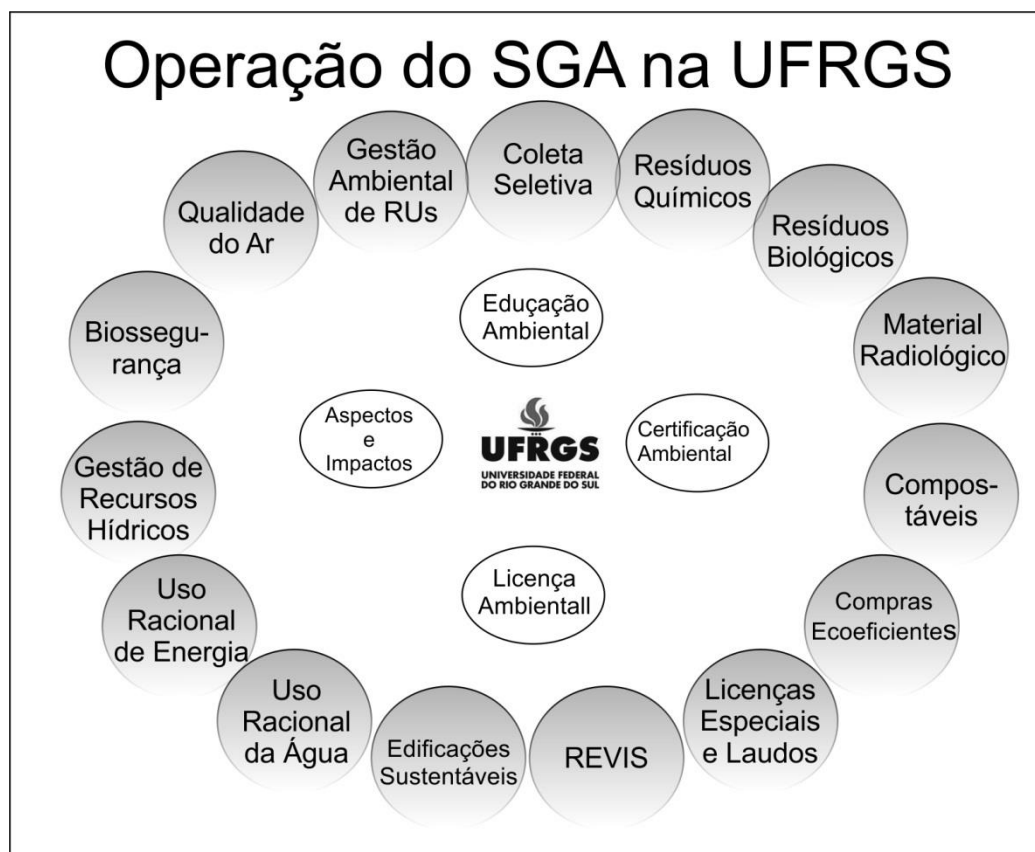 Operação do SGA na UFRGS
Coleta
Seletiva
Resíduos
Químicos
Resíduos
Biológicos
Material
Radiológico
Compos-
táveis
Compras
Ecoeficientes
Licenças
Especiais
e Laudos
REVIS
Edificações
Sustentáveis
Uso
Racional
da Água
Uso
Racional
de Energia
Gestão de
Recursos
Hídricos
Biossegu-
rança
Qualidade
do Ar
Gestão
Ambiental
de RUs
Eduçação
Ambiental
Aspectos
e
Impactos
UFRGS
UNIVERSIDADE FEDERAL
DO RIO GRANDE DO SUL
Certificação
Ambiental
Licença
Ambientall